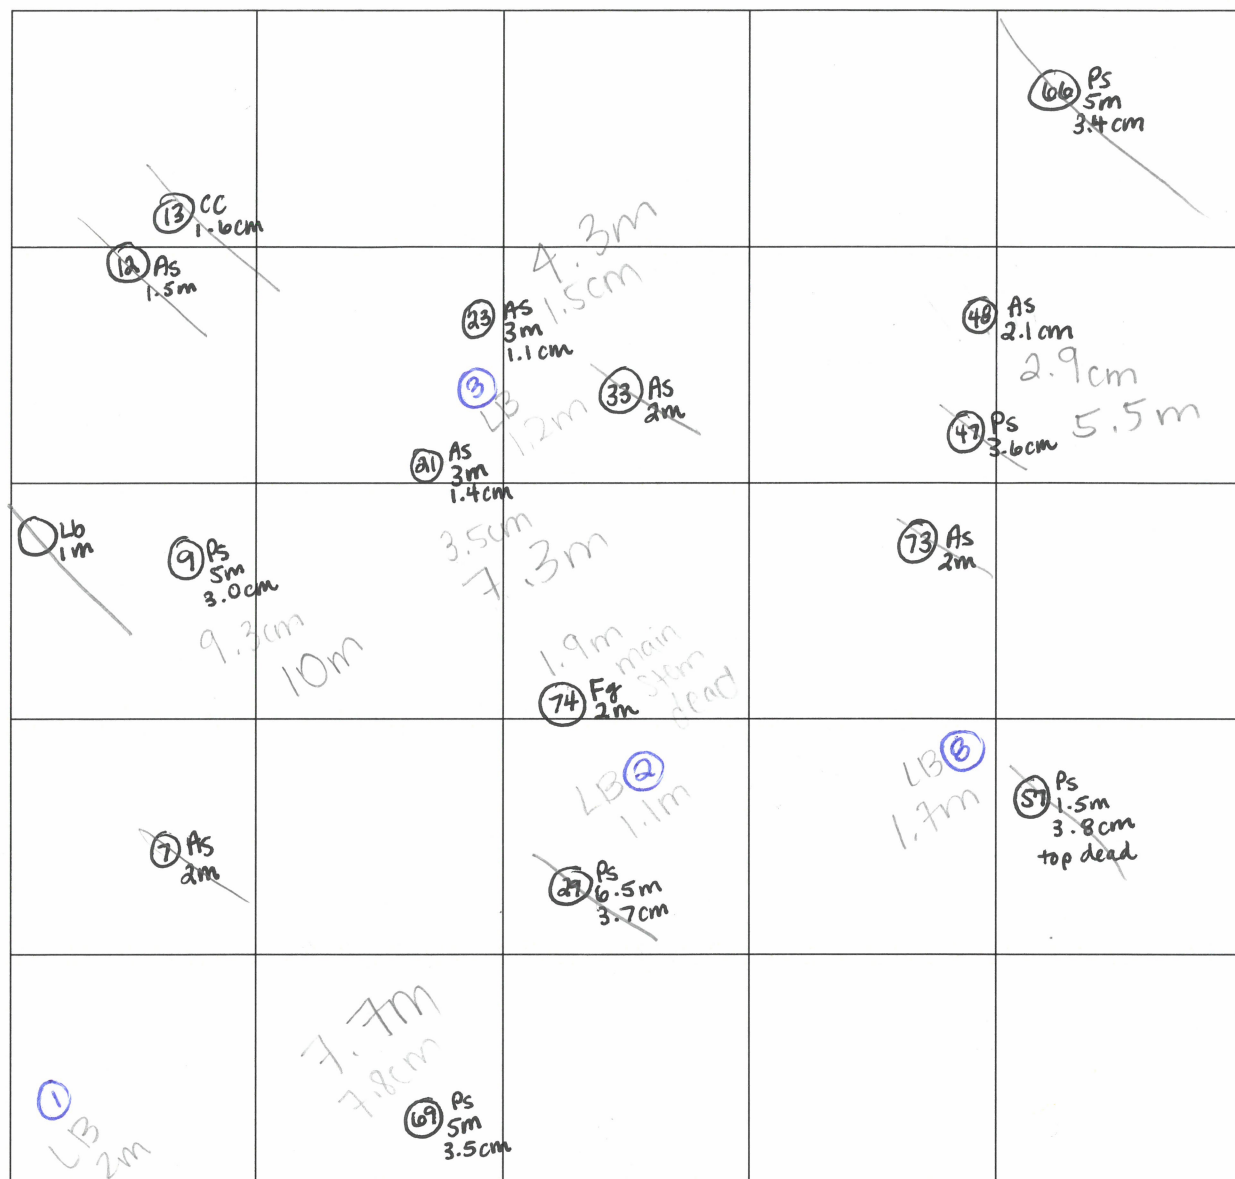 66 Ps
5m
3.4cm
13 CC
1.6cm
12 As
1.5m
4.3m
1.5cm
23 As
3m
1.1cm
48 As
2.1cm
2.9cm
5.5m
3
LB
1.2m
33 As
2m
47 Ps
3.6cm
21 As
3m
1.4cm
3.5cm
7.3m
Lb
1m
9 Ps
5m
3.0cm
9.3cm
10m
73 As
2m
1.9m
main
stem
dead
74 Fg
2m
LB 2
1.1m
LB
1.7m
57 Ps
1.5m
3.8cm
top dead
7 As
2m
Ps
6.5m
3.7cm
7.7m
7.8cm
1
LB
2m
69 Ps
5m
3.5cm